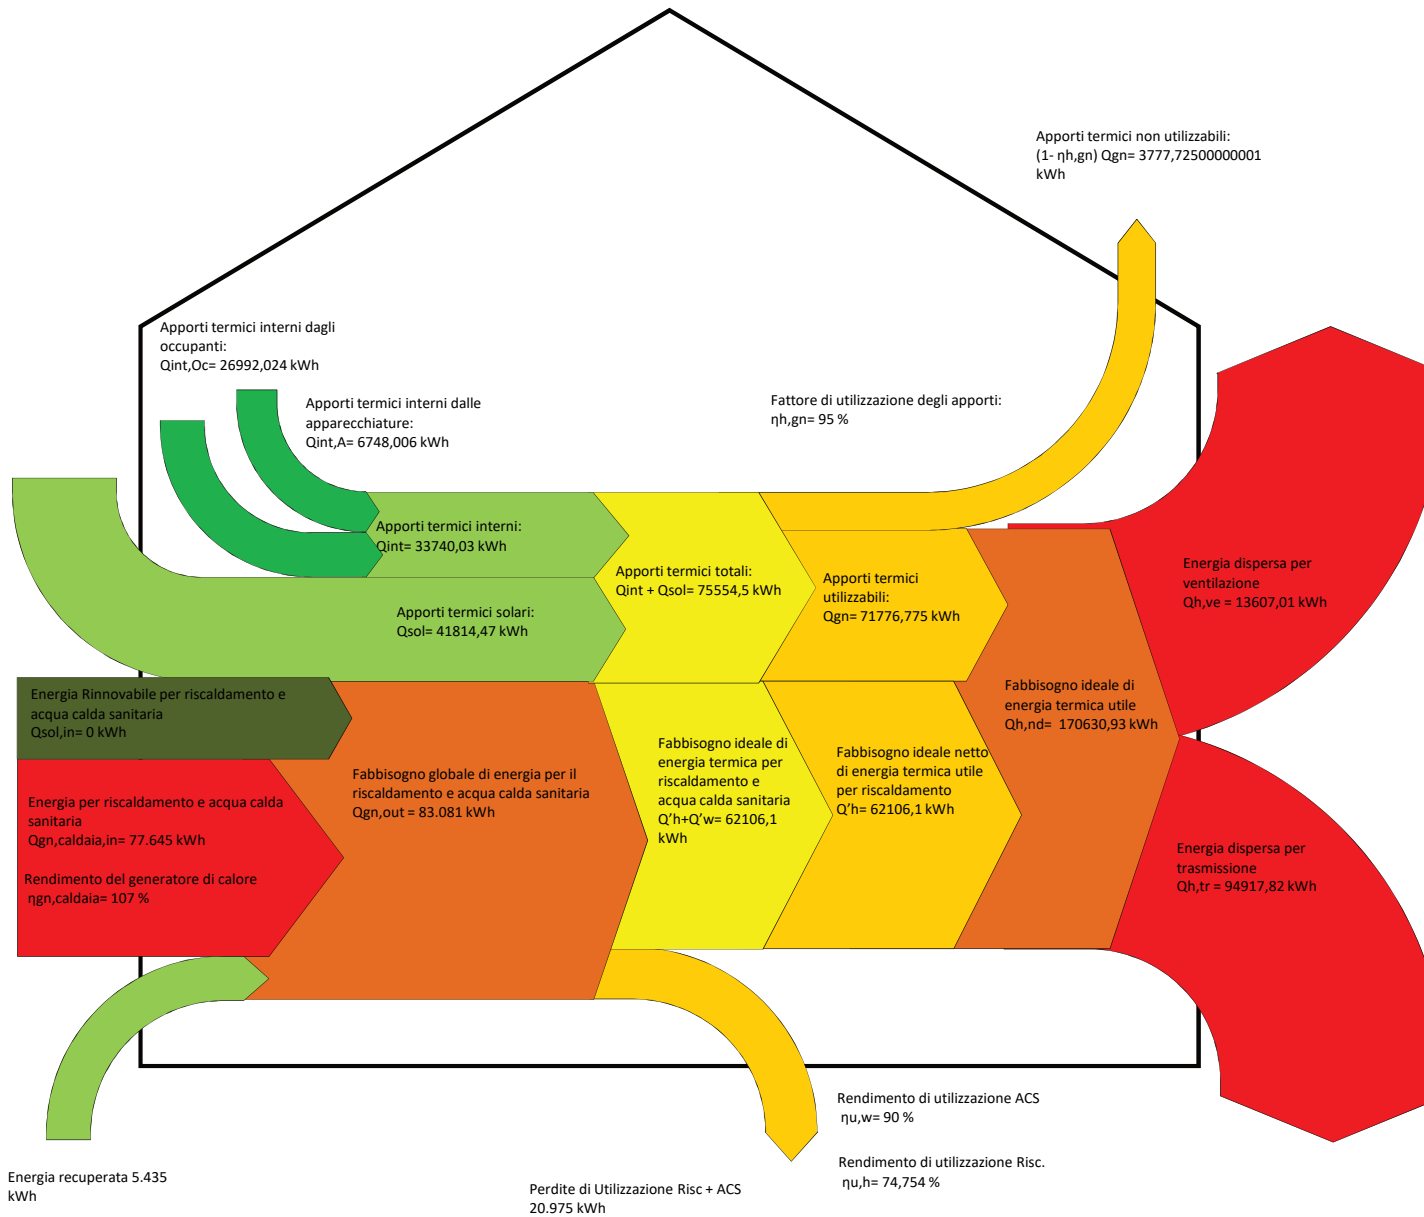 Apporti termici non utilizzabili:
(1- ηh,gn) Qgn= 3777,72500000001
kWh
Apporti termici interni dagli
occupanti:
Qint,Oc= 26992,024 kWh
Apporti termici interni dalle
apparecchiature:
Qint,A= 6748,006 kWh
Fattore di utilizzazione degli apporti:
ηh,gn= 95 %
Apporti termici interni:
Qint= 33740,03 kWh
Apporti termici totali:
Qint + Qsol= 75554,5 kWh
Apporti termici
utilizzabili:
Qgn= 71776,775 kWh
Energia dispersa per
ventilazione
Qh,ve = 13607,01 kWh
Apporti termici solari:
Qsol= 41814,47 kWh
Energia Rinnovabile per riscaldamento e
acqua calda sanitaria
Qsol,in= 0 kWh
Fabbisogno ideale di
energia termica utile
Qh,nd=  170630,93 kWh
Energia per riscaldamento e acqua calda
sanitaria
Qgn,caldaia,in= 77.645 kWh
Rendimento del generatore di calore
ηgn,caldaia= 107 %
Fabbisogno globale di energia per il
riscaldamento e acqua calda sanitaria
Qgn,out = 83.081 kWh
Fabbisogno ideale di
energia termica per
riscaldamento e
acqua calda sanitaria
Q’h+Q’w= 62106,1
kWh
Fabbisogno ideale netto
di energia termica utile
per riscaldamento
Q’h= 62106,1 kWh
Energia dispersa per
trasmissione
Qh,tr = 94917,82 kWh
Rendimento di utilizzazione ACS
ηu,w= 90 %
Rendimento di utilizzazione Risc.
ηu,h= 74,754 %
Energia recuperata 5.435
kWh
Perdite di Utilizzazione Risc + ACS
20.975 kWh